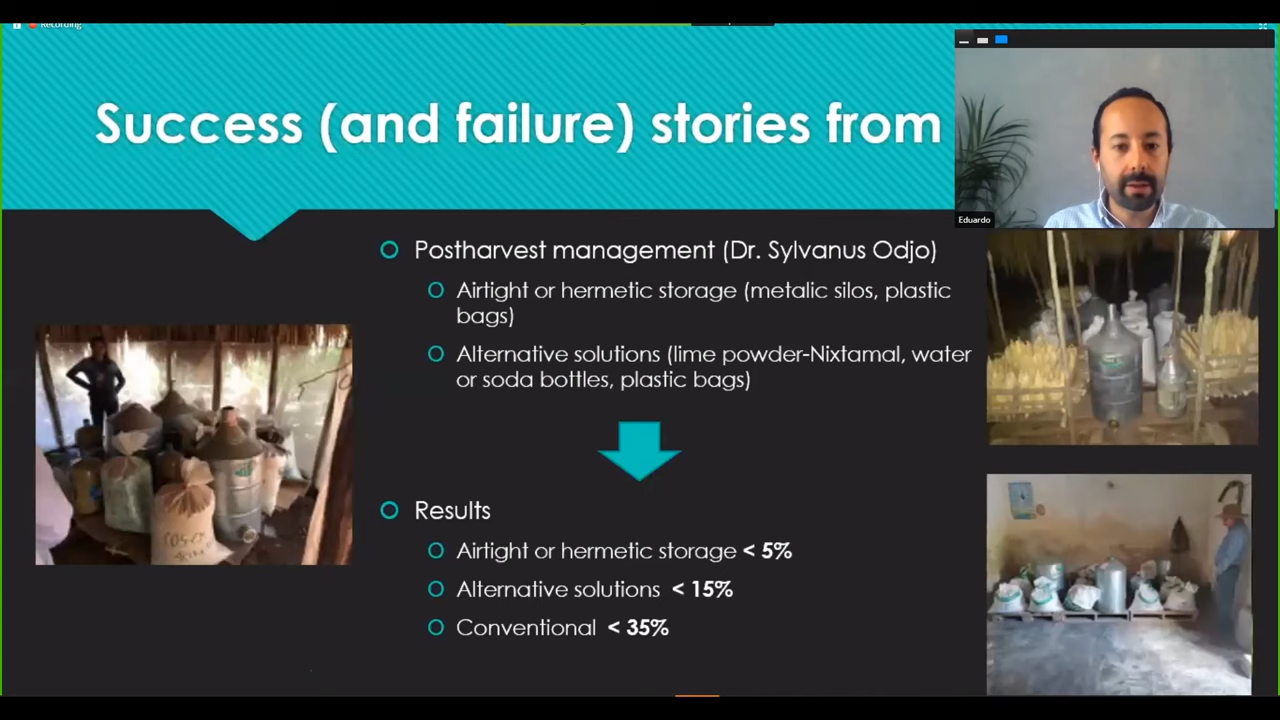 Recording
Success (and failure) stories from
Eduardo
Postharvest management (Dr. Sylvanus Odjo)
Airtight or hermetic storage (metalic silos, plastic
bags)
Alternative solutions (lime powder-Nixtamal, water
or soda bottles, plastic bags)
Results
Airtight or hermetic storage < 5%
Alternative solutions < 15%
Conventional < 35%